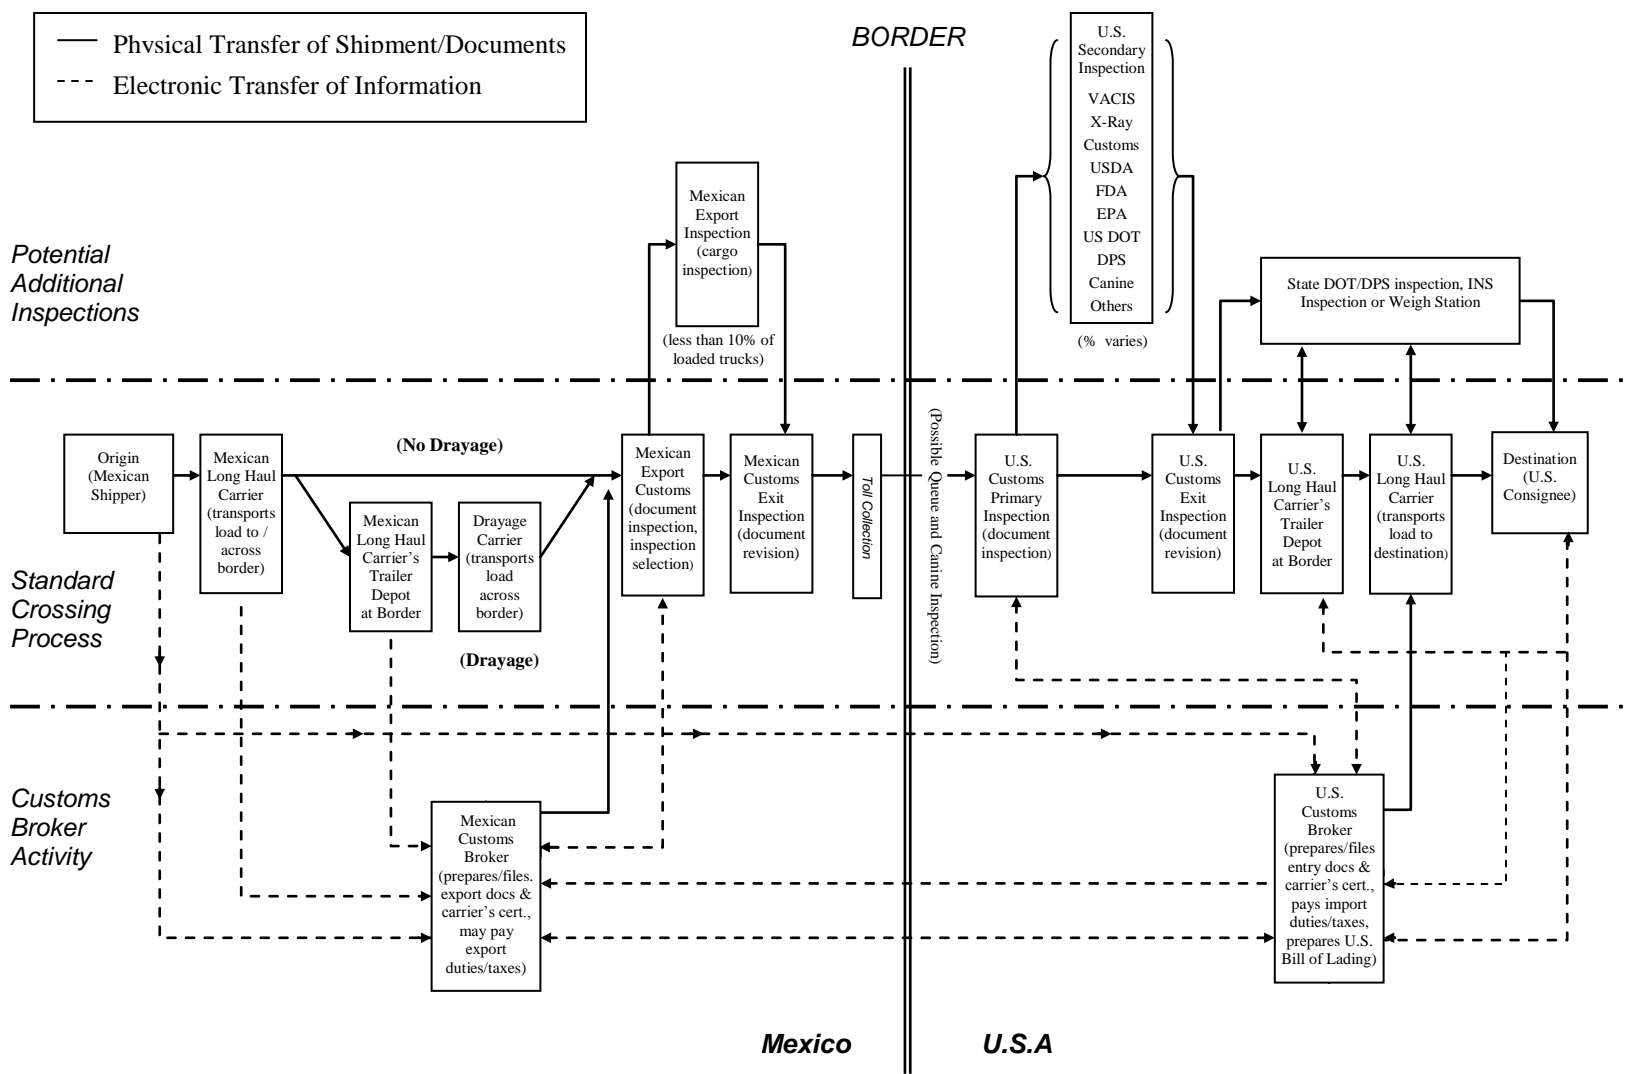 Physical Transfer of Shipment/Documents
Electronic Transfer of Information
BORDER
U.S.
Secondary
Inspection
VACIS
X-Ray
Customs
USDA
FDA
EPA
US DOT
DPS
Canine
Others
(% varies)
Mexican
Export
Inspection
(cargo
inspection)
(less than 10% of
loaded trucks)
Potential
Additional
Inspections
State DOT/DPS inspection, INS
Inspection or Weigh Station
Standard
Crossing
Process
Origin
(Mexican
Shipper)
Mexican
Long Haul
Carrier
(transports
load to /
across
border)
(No Drayage)
Mexican
Long Haul
Carrier's
Trailer
Depot
at Border
Drayage
Carrier
(transports
load
across
border)
(Drayage)
Mexican
Export
Customs
(document
inspection,
inspection
selection)
Mexican
Customs
Exit
Inspection
(document
revision)
Toll Collection
(Possible Queue and Canine Inspection)
U.S.
Customs
Primary
Inspection
(document
inspection)
U.S.
Customs
Exit
Inspection
(document
revision)
U.S.
Long Haul
Carrier's
Trailer
Depot
at Border
U.S.
Long Haul
Carrier
(transports
load to
destination)
Destination
(U.S.
Consignee)
Customs
Broker
Activity
Mexican
Customs
Broker
(prepares/files.
export docs &
carrier's cert.,
may pay
export
duties/taxes)
U.S.
Customs
Broker
(prepares/files
entry docs &
carrier's cert.,
pays import
duties/taxes,
prepares U.S.
Bill of Lading)
Mexico
U.S.A